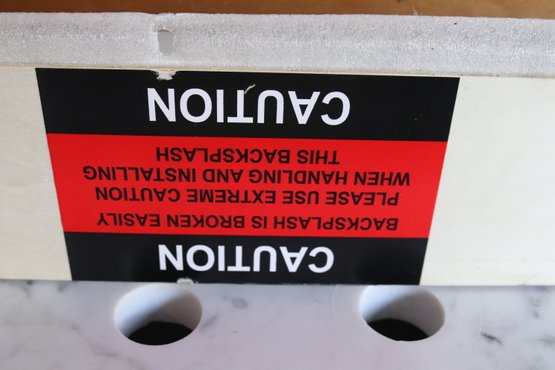 CAUTION
BACKSPLASH IS BROKEN EASILY
PLEASE USE EXTREME CAUTION
WHEN HANDLING AND INSTALLING
THIS BACKSPLASH
CAUTION